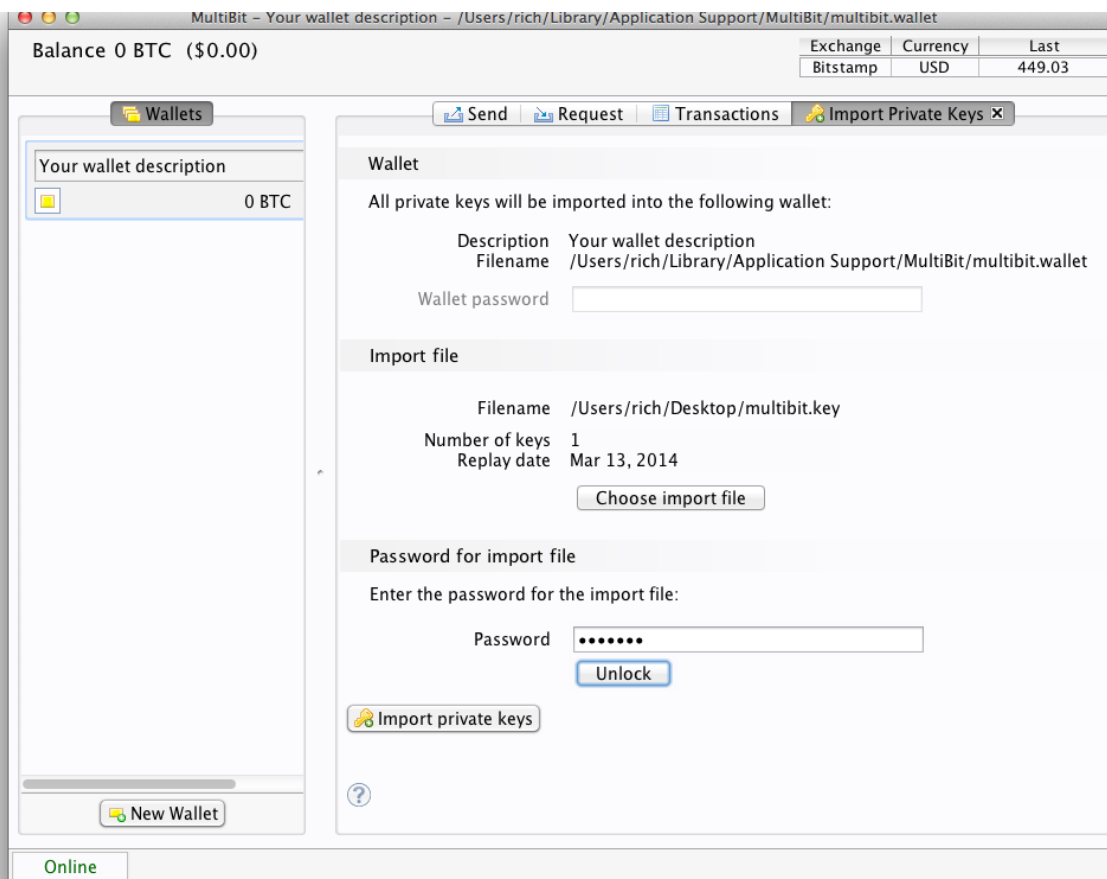 MultiBit - Your wallet description - /Users/rich/Library/Application Support/MultiBit/multibit.wallet
Balance 0 BTC ($0.00)
Exchange Currency Last
Bitstamp USD 449.03
Wallets
Send Request Transactions Import Private Keys
Your wallet description
0 BTC
Wallet
All private keys will be imported into the following wallet:
Description Your wallet description
Filename /Users/rich/Library/Application Support/MultiBit/multibit.wallet
Wallet password
Import file
Filename /Users/rich/Desktop/multibit.key
Number of keys 1
Replay date Mar 13, 2014
Choose import file
Password for import file
Enter the password for the import file:
Password •••••••
Unlock
Import private keys
?
New Wallet
Online